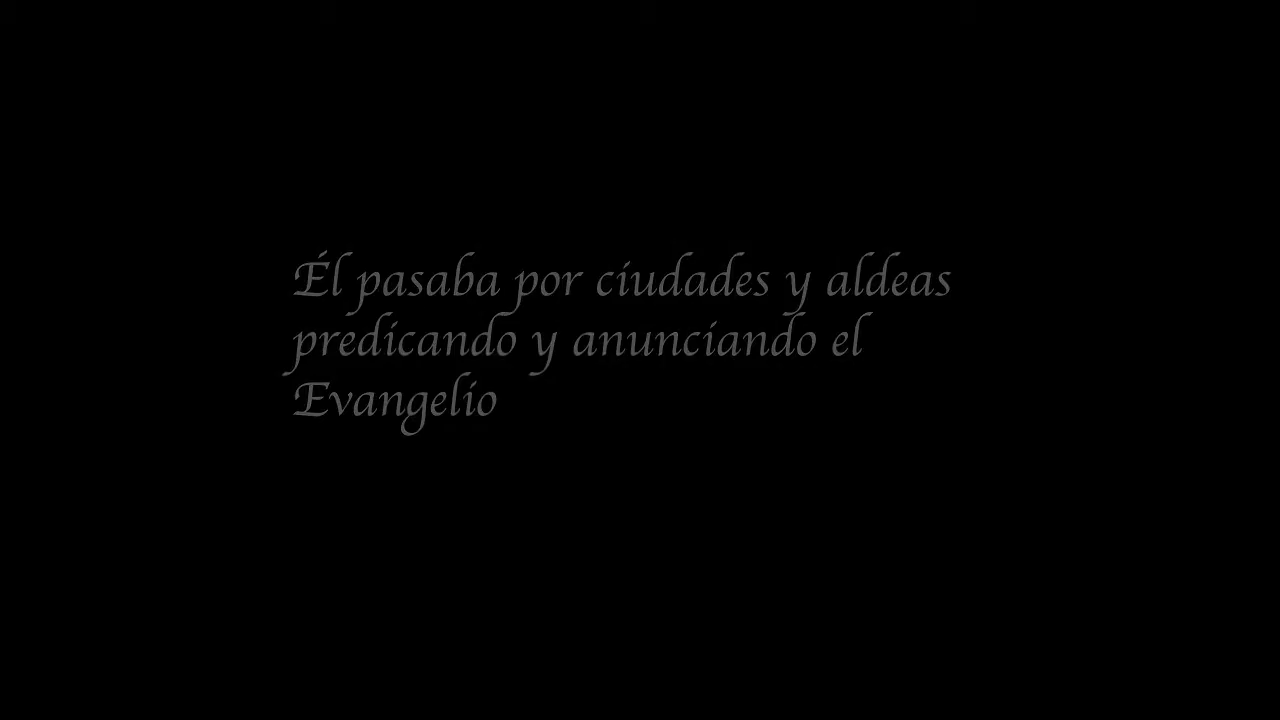 Él pasaba por ciudades y aldeas
predicando y anunciando el
Evangelio